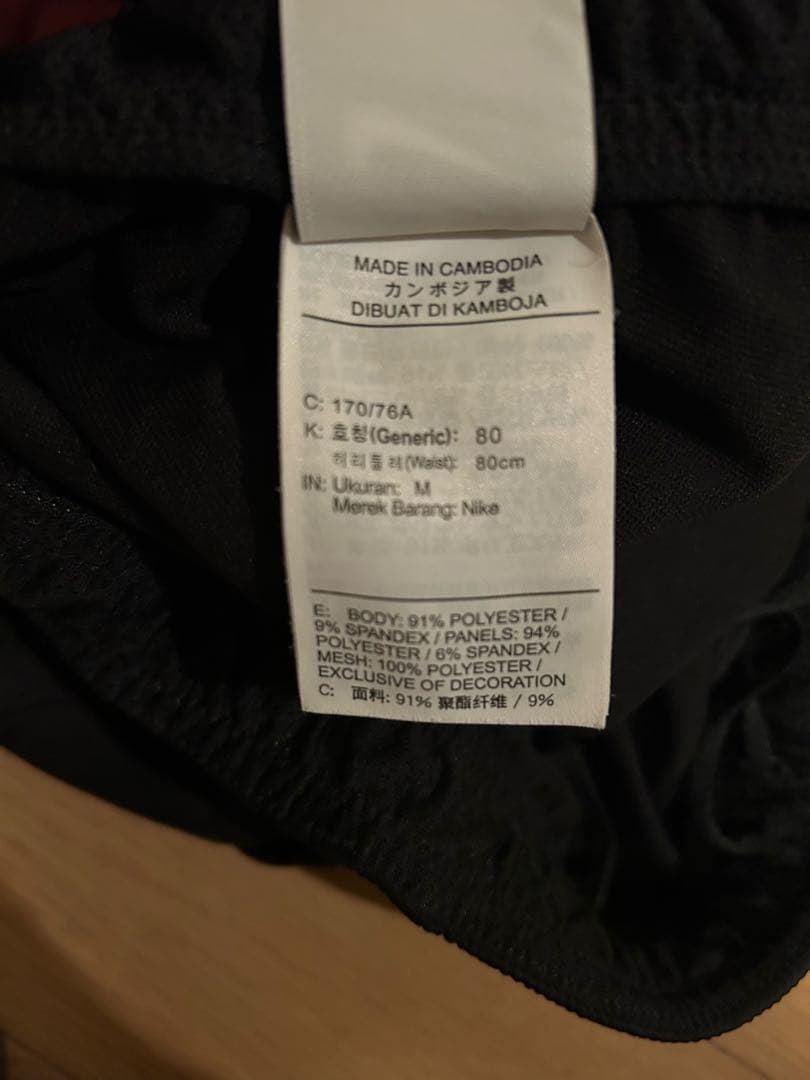 MADE IN CAMBODIA
カンボジア製
DIBUAT DI KAMBOJA
C: 170/76A
K: 호칭(Generic): 80
허리둘레(Waist): 80cm
IN: Ukuran: M
Merek Barang: Nike
E: BODY: 91% POLYESTER /
9% SPANDEX / PANELS: 94%
POLYESTER / 6% SPANDEX /
MESH: 100% POLYESTER /
EXCLUSIVE OF DECORATION
C: 面料: 91% 聚酯纤维 / 9%